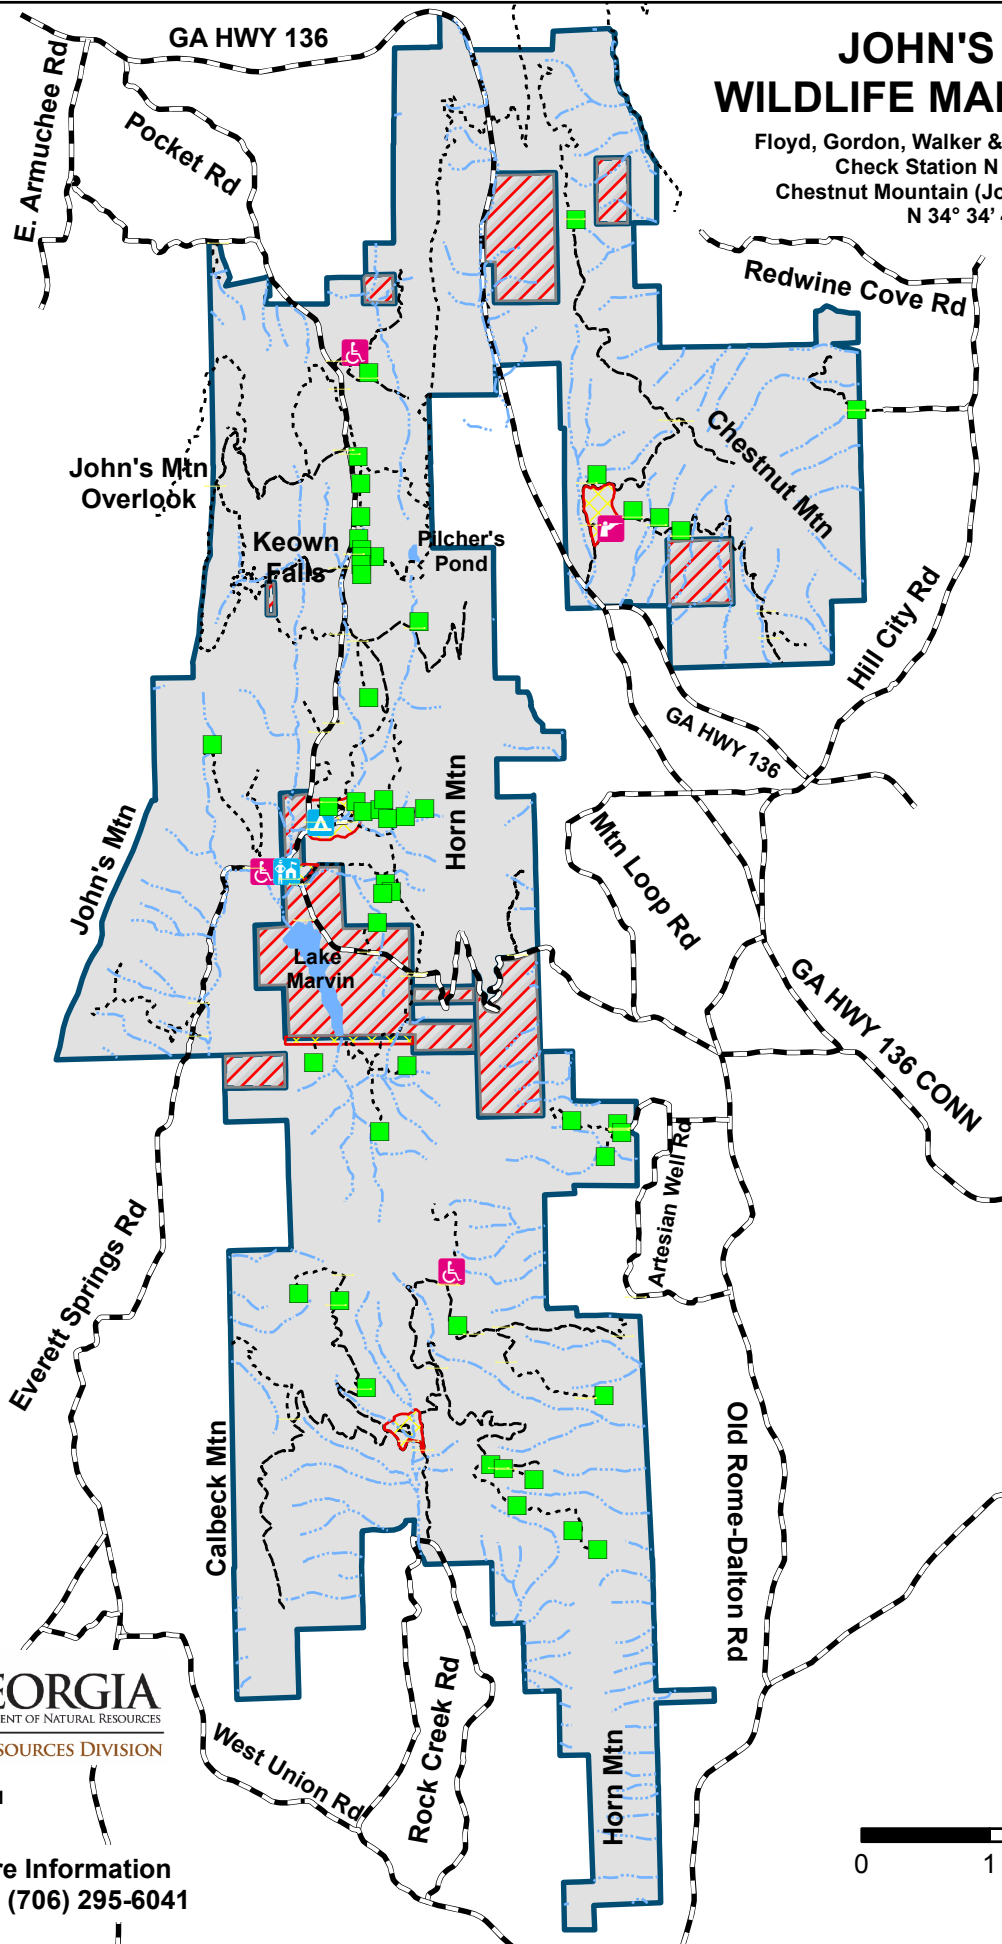 JOHN'S
WILDLIFE MA
Floyd, Gordon, Walker &
Check Station N
Chestnut Mountain (Jo
N 34° 34'
GA HWY 136
E. Armuchee Rd
Pocket Rd
Redwine Cove Rd
Chestnut Mtn
John's Mtn
Overlook
Keown
Falls
Pilcher's
Pond
Hill City Rd
GA HWY 136
Horn Mtn
John's Mtn
Mtn Loop Rd
Lake
Marvin
GA HWY 136 CONN
Artesian Well Rd
Everett Springs Rd
Calbeck Mtn
Old Rome-Dalton Rd
EORGIA
ENT OF NATURAL RESOURCES
SOURCES DIVISION
West Union Rd
Rock Creek Rd
Horn Mtn
re Information
(706) 295-6041
0 1